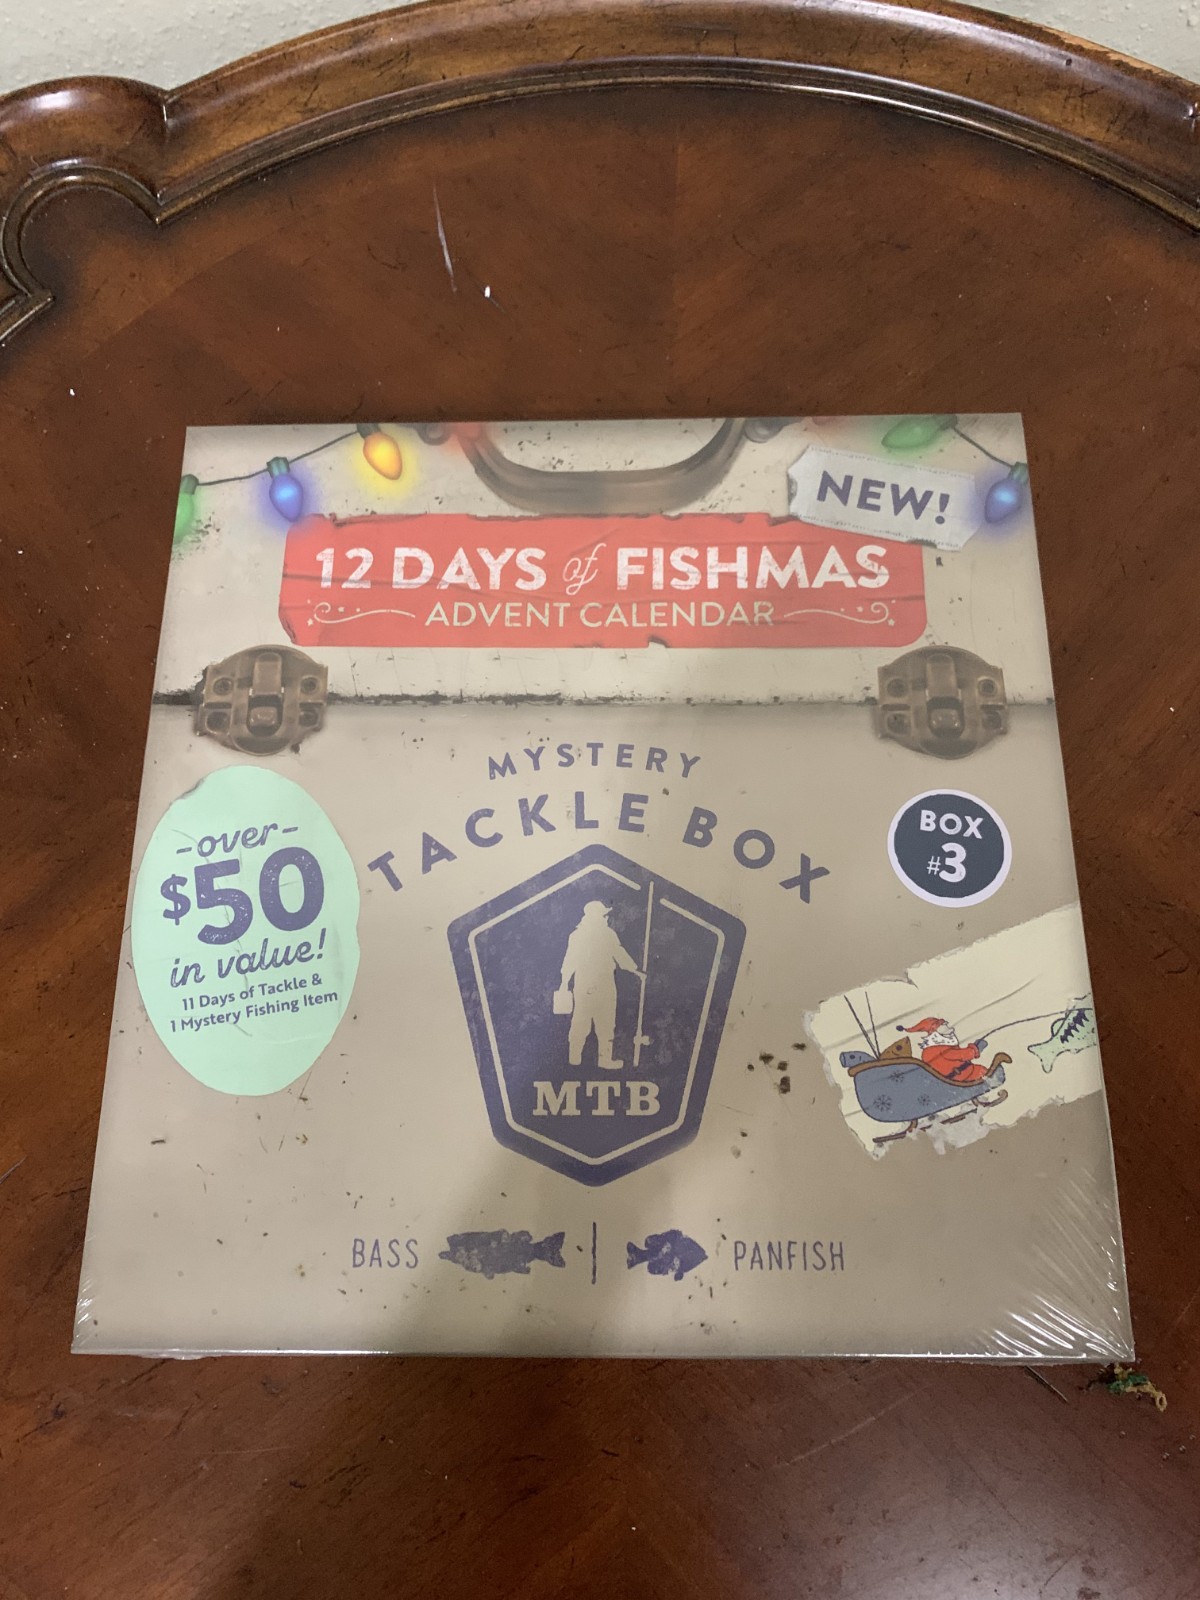 NEW!
12 DAYS of FISHMAS
ADVENT CALENDAR
MYSTERY
TACKLE BOX
-over-
$50
in value!
11 Days of Tackle &
1 Mystery Fishing Item
BOX
#3
MTB
BASS | PANFISH